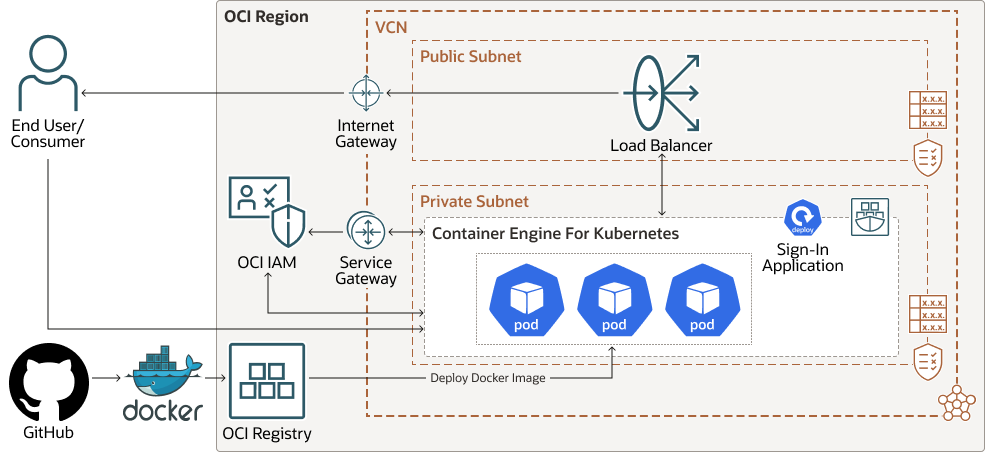 OCI Region
VCN
Public Subnet
End User/
Consumer
Internet
Gateway
Load Balancer
x.x.x.
x.x.x.
x.x.x.
Private Subnet
Container Engine For Kubernetes
deploy
Sign-In
Application
OCI IAM
Service
Gateway
pod
pod
pod
x.x.x.
x.x.x.
x.x.x.
docker
Deploy Docker Image
GitHub
OCI Registry